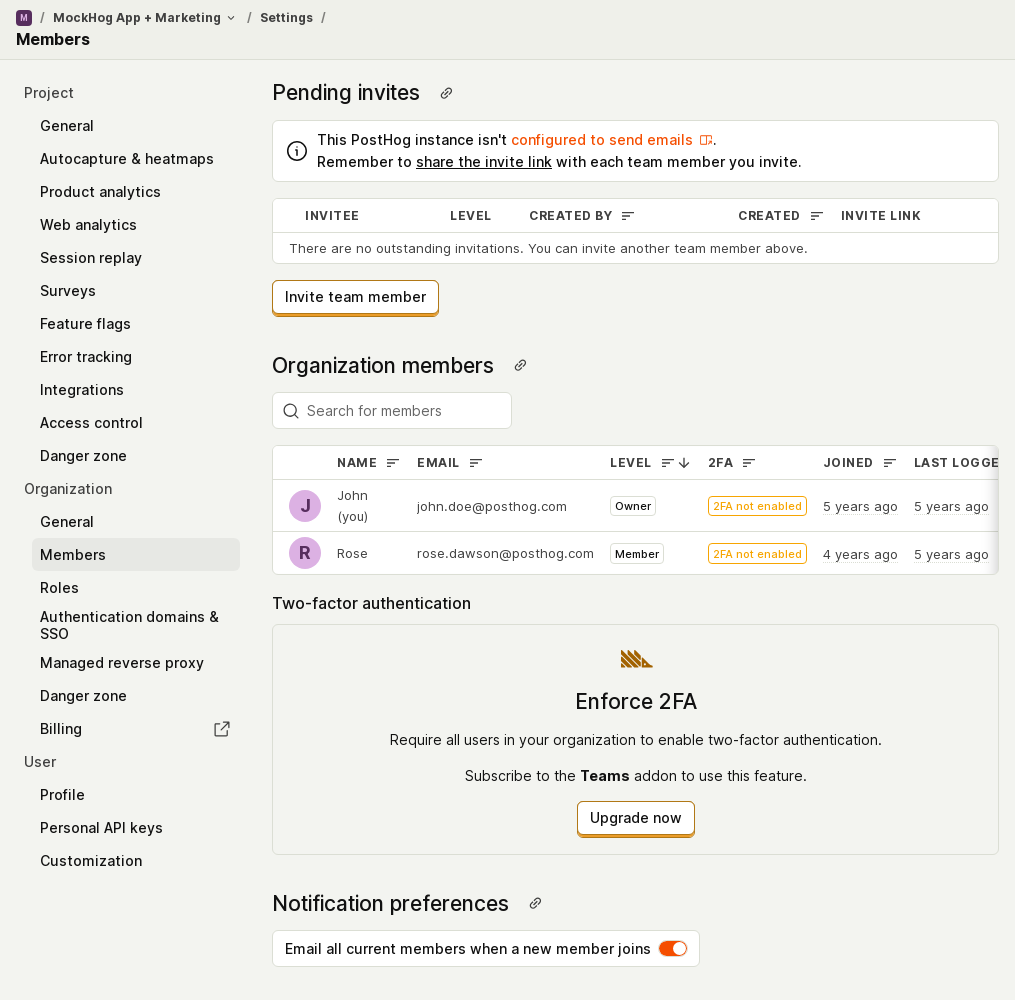 M / MockHog App + Marketing / Settings /
Members
Project
General
Autocapture & heatmaps
Product analytics
Web analytics
Session replay
Surveys
Feature flags
Error tracking
Integrations
Access control
Danger zone
Organization
General
Members
Roles
Authentication domains &
SSO
Managed reverse proxy
Danger zone
Billing
User
Profile
Personal API keys
Customization
Pending invites
This PostHog instance isn't configured to send emails.
Remember to share the invite link with each team member you invite.
INVITEE LEVEL CREATED BY CREATED INVITE LINK
There are no outstanding invitations. You can invite another team member above.
Invite team member
Organization members
Search for members
NAME EMAIL LEVEL 2FA JOINED LAST LOGGE
J John (you) john.doe@posthog.com Owner 2FA not enabled 5 years ago 5 years ago
R Rose rose.dawson@posthog.com Member 2FA not enabled 4 years ago 5 years ago
Two-factor authentication
Enforce 2FA
Require all users in your organization to enable two-factor authentication.
Subscribe to the Teams addon to use this feature.
Upgrade now
Notification preferences
Email all current members when a new member joins